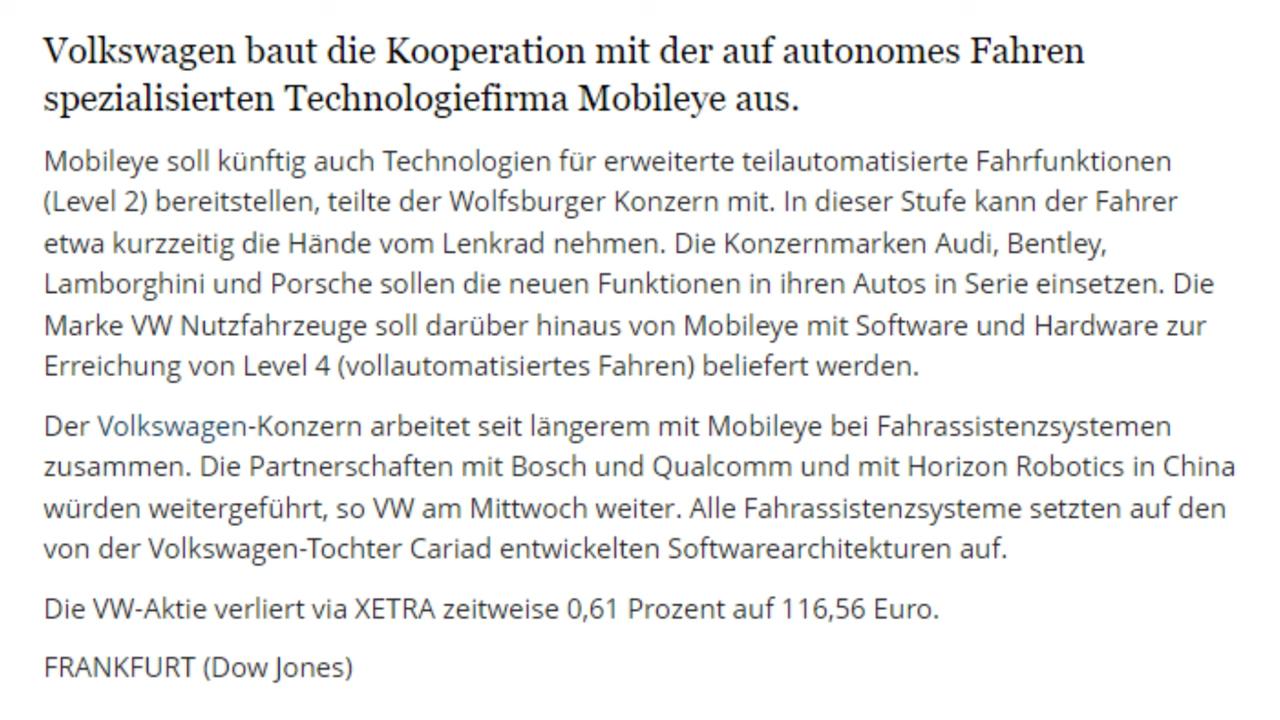 Volkswagen baut die Kooperation mit der auf autonomes Fahren
spezialisierten Technologiefirma Mobileye aus.
Mobileye soll künftig auch Technologien für erweiterte teilautomatisierte Fahrfunktionen
(Level 2) bereitstellen, teilte der Wolfsburger Konzern mit. In dieser Stufe kann der Fahrer
etwa kurzzeitig die Hände vom Lenkrad nehmen. Die Konzernmarken Audi, Bentley,
Lamborghini und Porsche sollen die neuen Funktionen in ihren Autos in Serie einsetzen. Die
Marke VW Nutzfahrzeuge soll darüber hinaus von Mobileye mit Software und Hardware zur
Erreichung von Level 4 (vollautomatisiertes Fahren) beliefert werden.
Der Volkswagen-Konzern arbeitet seit längerem mit Mobileye bei Fahrassistenzsystemen
zusammen. Die Partnerschaften mit Bosch und Qualcomm und mit Horizon Robotics in China
würden weitergeführt, so VW am Mittwoch weiter. Alle Fahrassistenzsysteme setzten auf den
von der Volkswagen-Tochter Cariad entwickelten Softwarearchitekturen auf.
Die VW-Aktie verliert via XETRA zeitweise 0,61 Prozent auf 116,56 Euro.
FRANKFURT (Dow Jones)